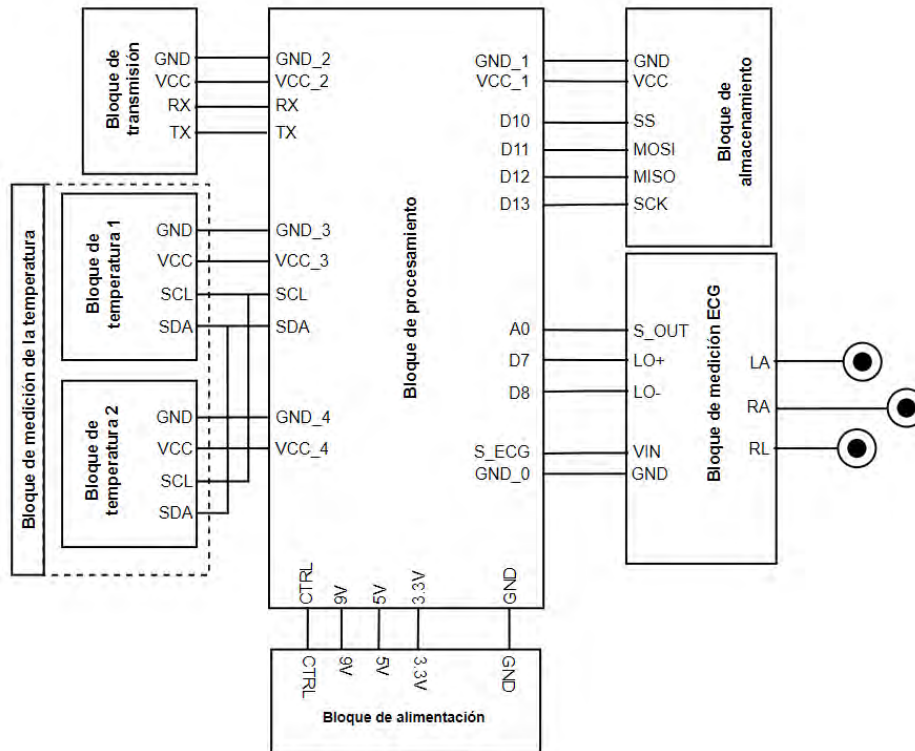 Bloque de
transmisión
GND
VCC
RX
TX
GND_2
VCC_2
RX
TX
Bloque de medición de la temperatura
Bloque de
temperatura 1
GND
VCC
SCL
SDA
GND_3
VCC_3
SCL
SDA
Bloque de
temperatura 2
GND
VCC
SCL
SDA
GND_4
VCC_4
Bloque de procesamiento
GND_1
VCC_1
D10
D11
D12
D13
GND
VCC
SS
MOSI
MISO
SCK
Bloque de
almacenamiento
A0
D7
D8
S_ECG
GND_0
S_OUT
LO+
LO-
VIN
GND
Bloque de medición ECG
LA
RA
RL
CTRL
9V
5V
3.3V
GND
CTRL
9V
5V
3.3V
GND
Bloque de alimentación